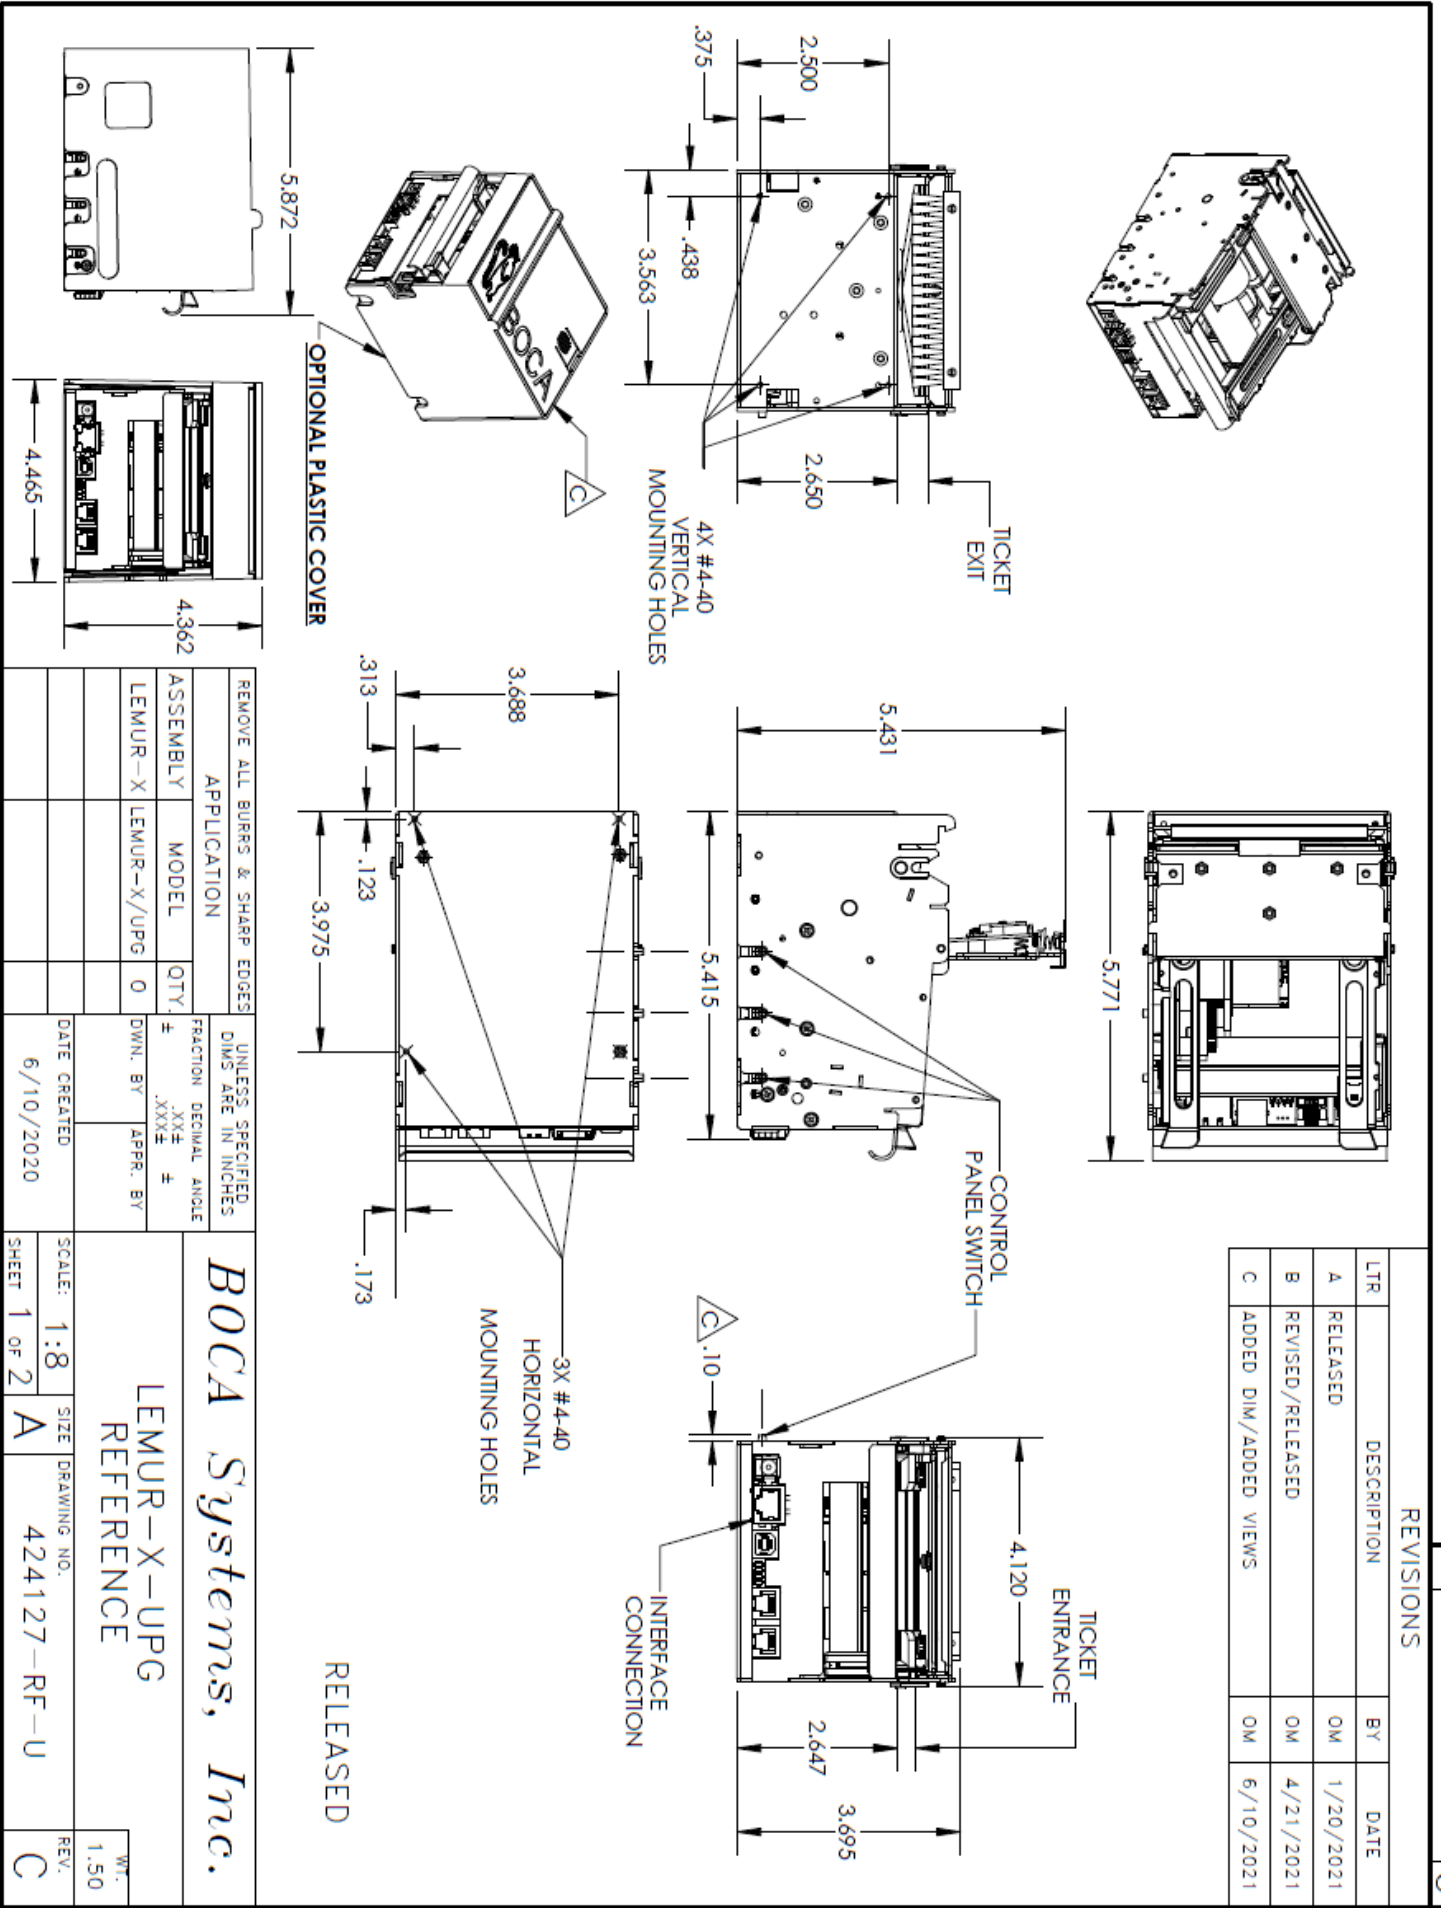 REVISIONS
LTR DESCRIPTION BY DATE
A RELEASED OM 1/20/2021
B REVISED/RELEASED OM 4/21/2021
C ADDED DIM/ADDED VIEWS OM 6/10/2021
5.771
TICKET
EXIT
2.500
.375
.438
3.563
2.650
4X #4-40
VERTICAL
MOUNTING HOLES
5.431
5.415
CONTROL
PANEL SWITCH
TICKET
ENTRANCE
4.120
C
.10
2.647
3.695
INTERFACE
CONNECTION
BOCA
C
OPTIONAL PLASTIC COVER
3.688
.313
.123
3.975
.173
3X #4-40
HORIZONTAL
MOUNTING HOLES
5.872
4.465
4.362
RELEASED
REMOVE ALL BURRS & SHARP EDGES
APPLICATION
ASSEMBLY MODEL QTY.
LEMUR-X LEMUR-X/UPG 0
UNLESS SPECIFIED
DIMS ARE IN INCHES
FRACTION DECIMAL ANGLE
± .XX± ±
.XXX±
DWN. BY APPR. BY
DATE CREATED
6/10/2020
BOCA Systems, Inc.
LEMUR-X-UPG
REFERENCE
WT.
1.50
SCALE: 1:8
SHEET 1 OF 2
SIZE
A
DRAWING NO.
424127-RF-U
REV.
C